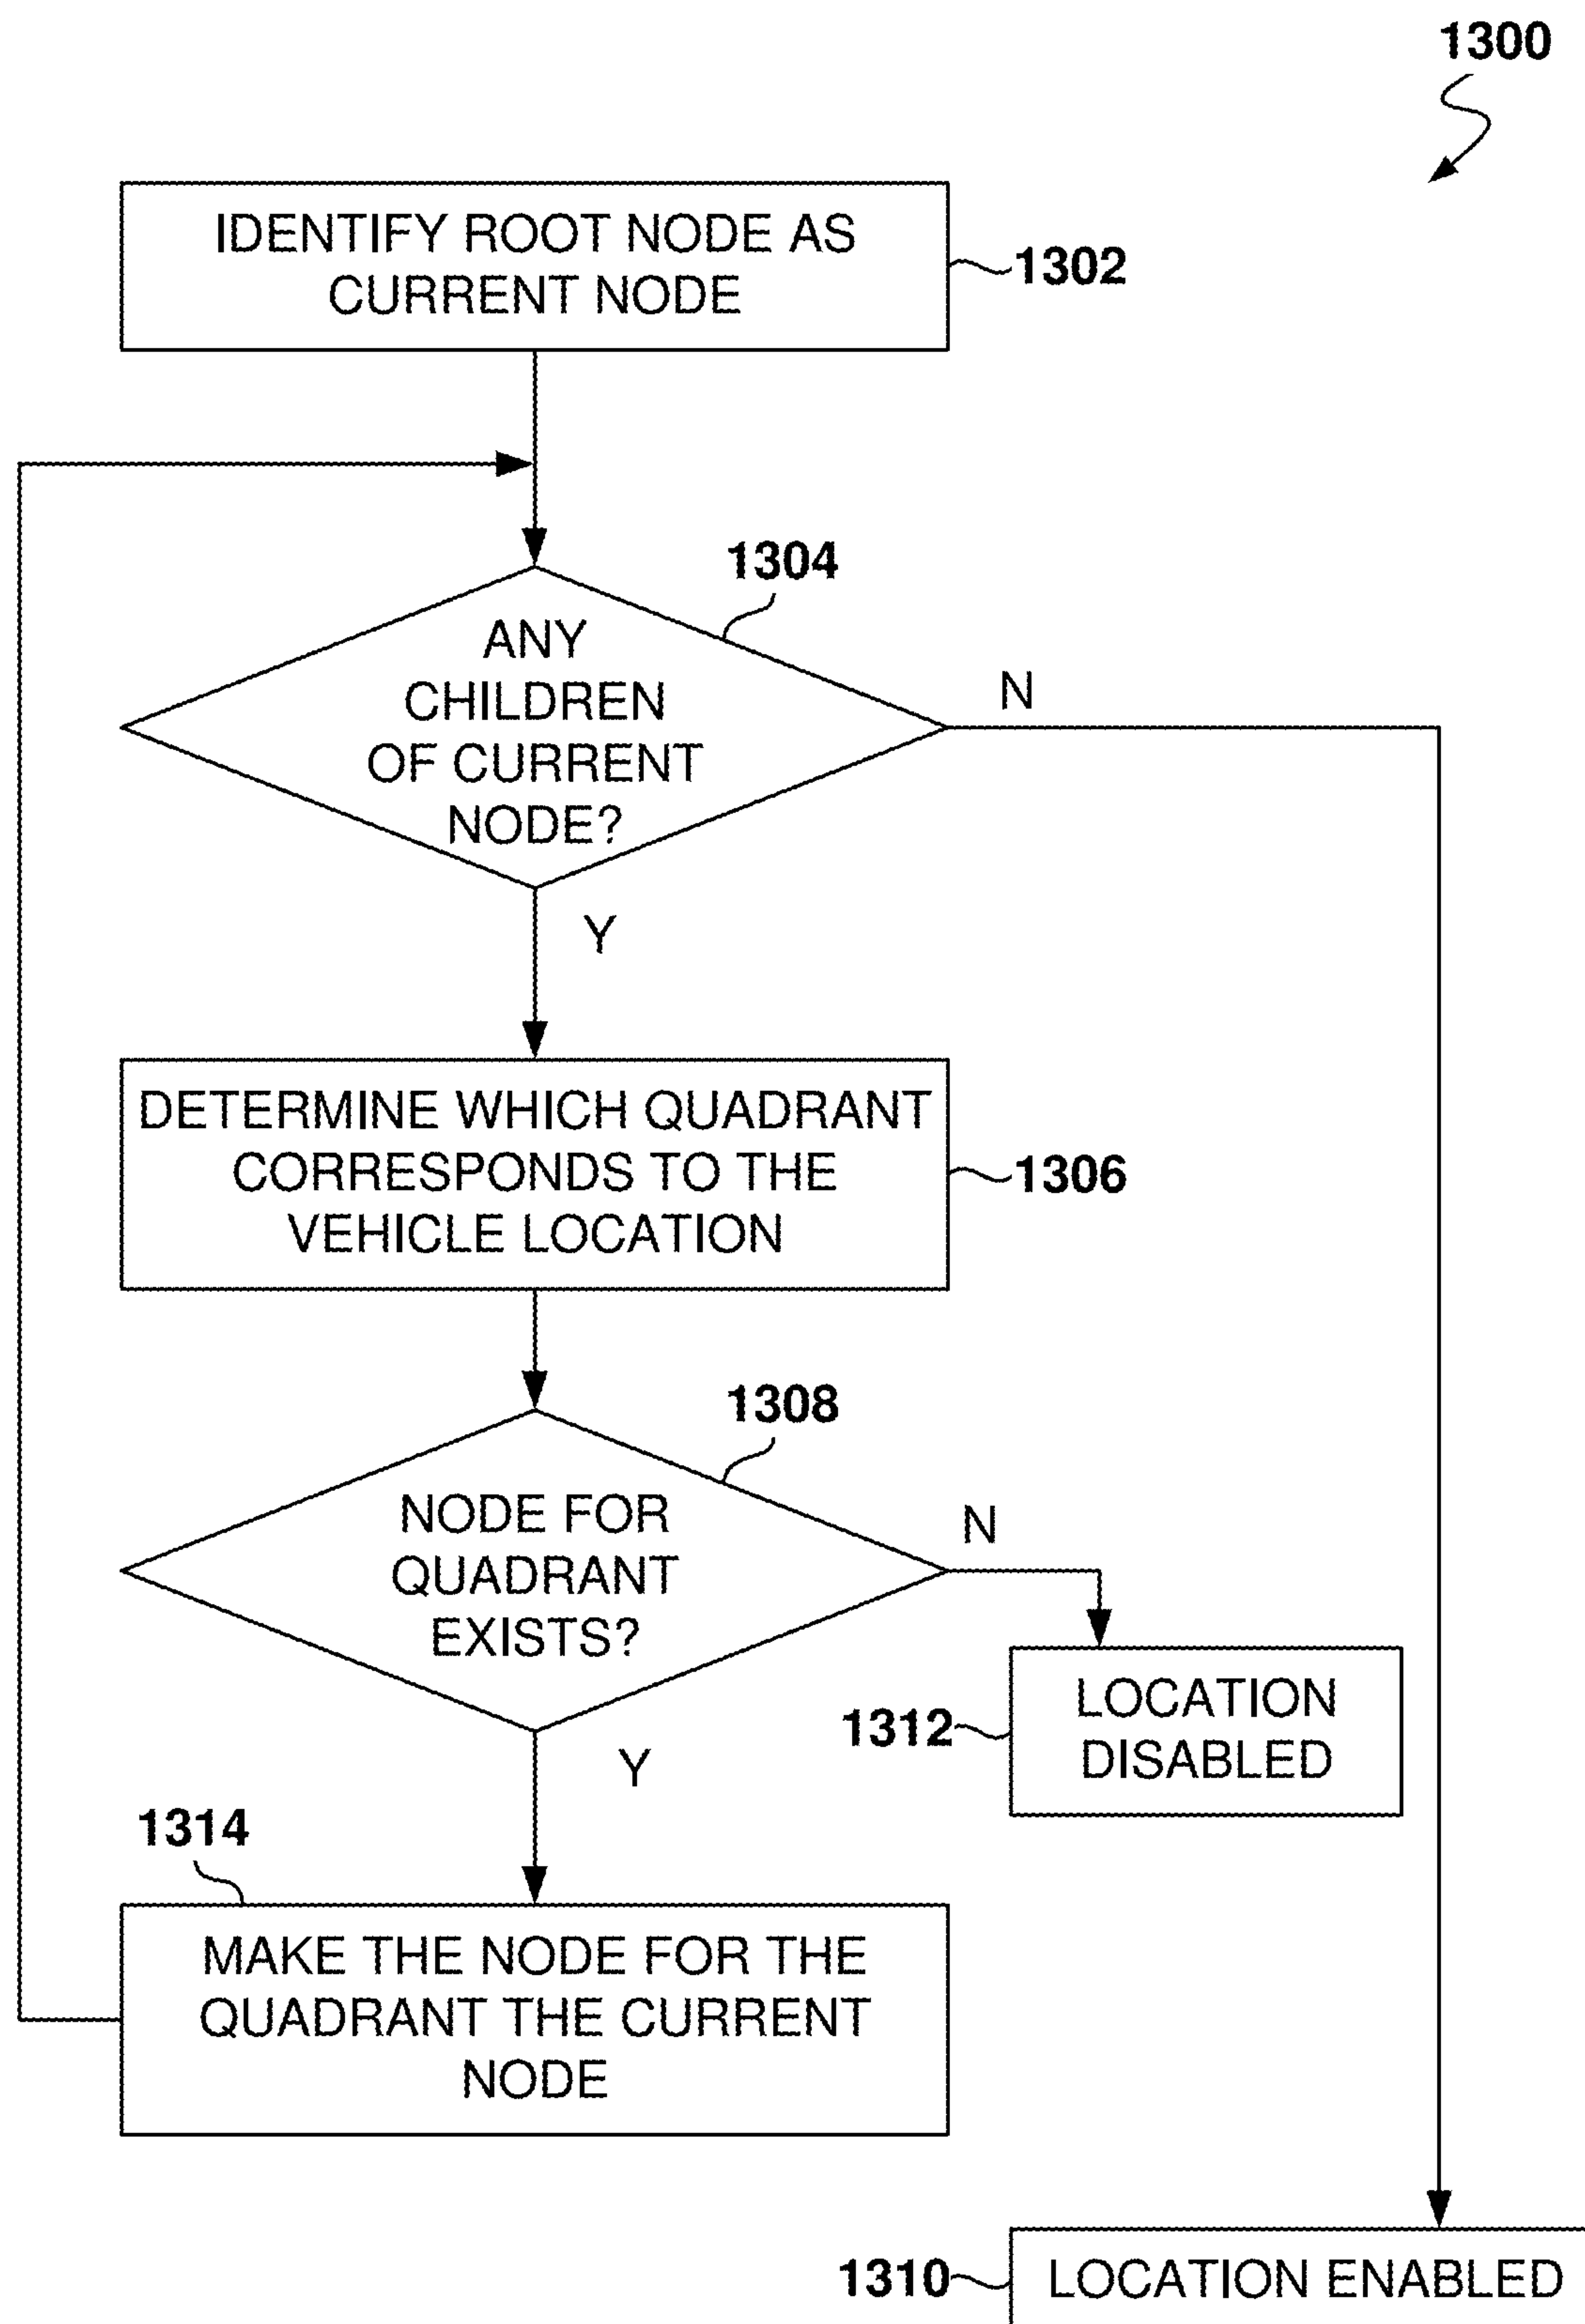 1300
IDENTIFY ROOT NODE AS
CURRENT NODE
1302
1304
ANY
CHILDREN
OF CURRENT
NODE?
N
Y
DETERMINE WHICH QUADRANT
CORRESPONDS TO THE
VEHICLE LOCATION
1306
1308
NODE FOR
QUADRANT
EXISTS?
N
Y
1312
LOCATION
DISABLED
1314
MAKE THE NODE FOR THE
QUADRANT THE CURRENT
NODE
1310
LOCATION ENABLED